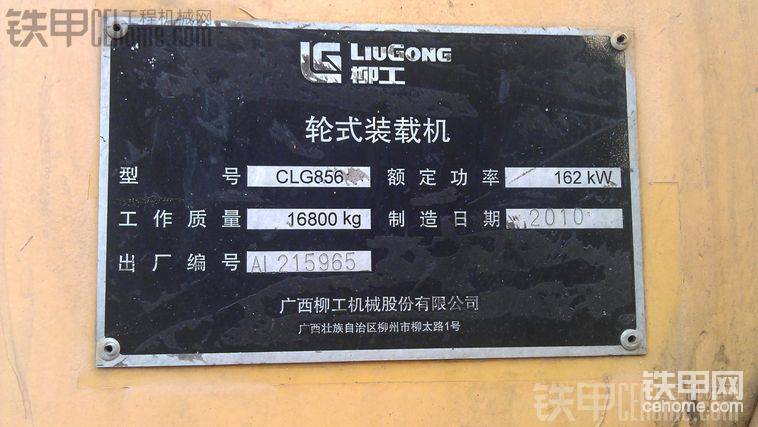 铁甲工程机械网
cehome.com
LG LIUGONG
柳工
轮式装载机
型号 CLG856 额定功率 162 kW
工作质量 16800 kg 制造日期 2010
出厂编号 AL215965
广西柳工机械股份有限公司
广西壮族自治区柳州市柳太路1号
铁甲网
cehome.com